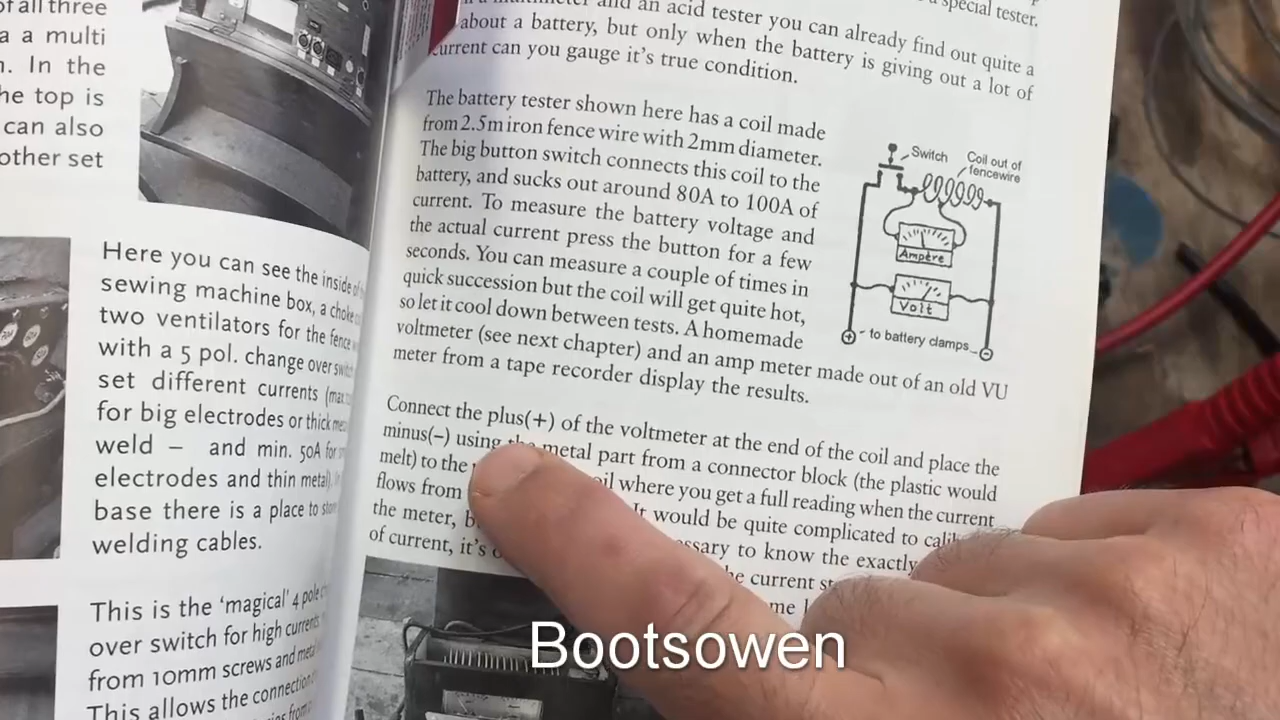 of all three
a a multi
n. In the
he top is
can also
other set
Here you can see the inside of
sewing machine box, a choke
two ventilators for the fence
with a 5 pol. change over switch
set different currents (max
for big electrodes or thick
weld – and min. 50A for
electrodes and thin metal).
base there is a place to
welding cables.
This is the 'magical' 4 pole
over switch for high currents
from 10mm screws and metal
This allows the connection
a special tester.
and an acid tester you can already find out quite a
about a battery, but only when the battery is giving out a lot of
current can you gauge it's true condition.
The battery tester shown here has a coil made
from 2.5m iron fence wire with 2mm diameter.
The big button switch connects this coil to the
battery, and sucks out around 80A to 100A of
current. To measure the battery voltage and
the actual current press the button for a few
seconds. You can measure a couple of times in
quick succession but the coil will get quite hot,
so let it cool down between tests. A homemade
voltmeter (see next chapter) and an amp meter made out of an old VU
meter from a tape recorder display the results.
Switch
Coil out of
fencewire
Ampère
Volt
+ - to battery clamps - -
Connect the plus(+) of the voltmeter at the end of the coil and place the
minus(–) using the metal part from a connector block (the plastic would
melt) to the oil where you get a full reading when the current
flows from It would be quite complicated to
the meter, know the exactly
of current, it's the current
me
Bootsowen